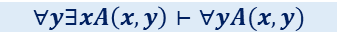 ∀y∃xA(x, y) ⊢ ∀yA(x, y)